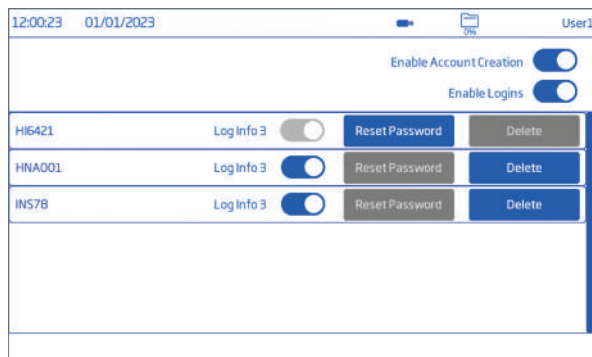 12:00:23 01/01/2023 0% User1
Enable Account Creation
Enable Logins
HI6421 Log Info 3 Reset Password Delete
HNA001 Log Info 3 Reset Password Delete
INS78 Log Info 3 Reset Password Delete